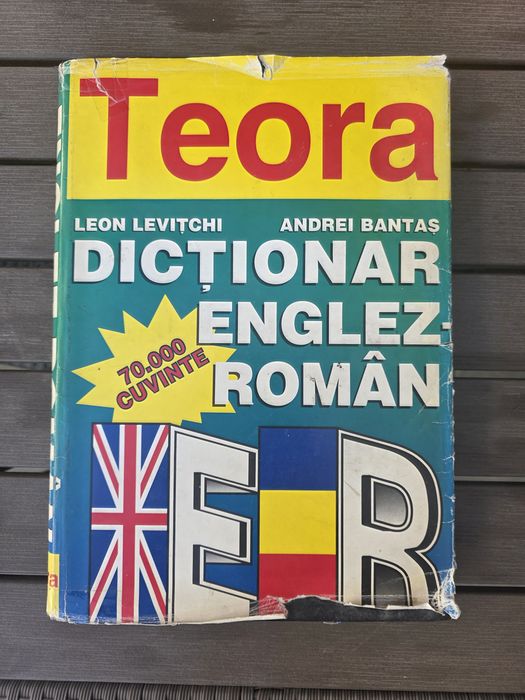 Teora
LEON LEVIȚCHI ANDREI BANTAȘ
DICȚIONAR
ENGLEZ-
ROMÂN
70.000
CUVINTE
E R